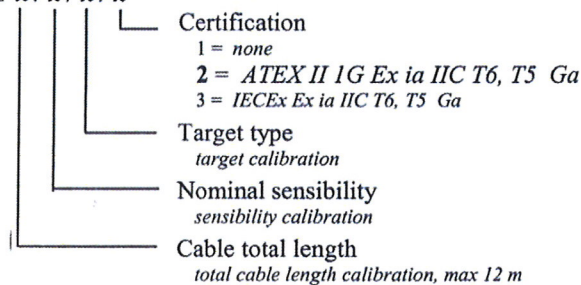 Certification
1 = none
2 = ATEX II 1G Ex ia IIC T6, T5 Ga
3 = IECEx Ex ia IIC T6, T5 Ga
Target type
target calibration
Nominal sensibility
sensibility calibration
Cable total length
total cable length calibration, max 12 m